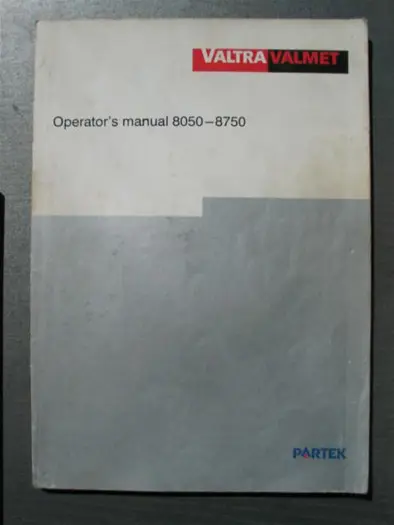 VALTRA VALMET
Operator's manual 8050–8750
PARTEK